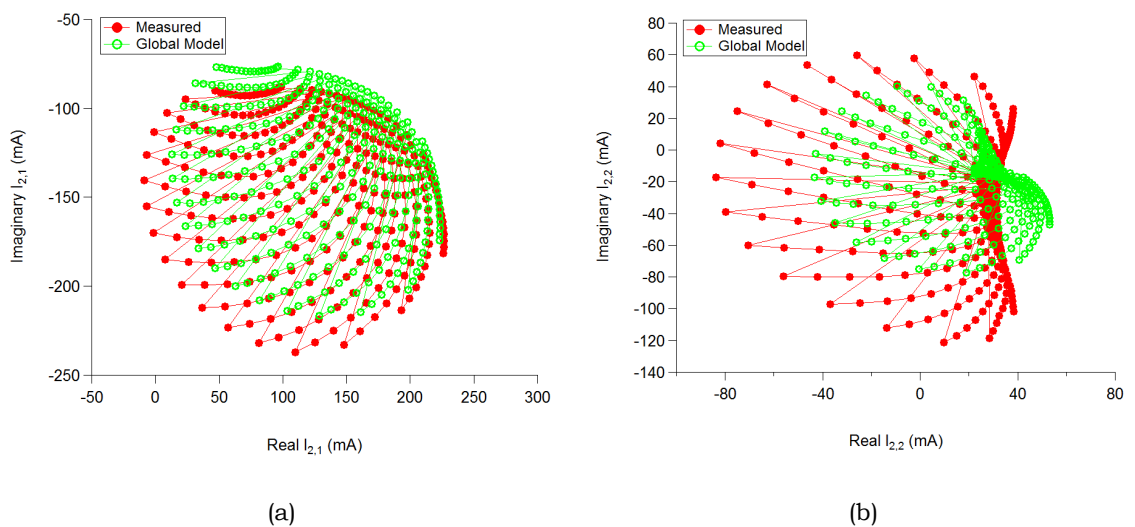 Measured
Global Model
-50
-100
-150
-200
-250
Imaginary I2,1 (mA)
-50 0 50 100 150 200 250 300
Real I2,1 (mA)
(a)
Measured
Global Model
80
60
40
20
0
-20
-40
-60
-80
-100
-120
-140
Imaginary I2,2 (mA)
-80 -40 0 40 80
Real I2,2 (mA)
(b)